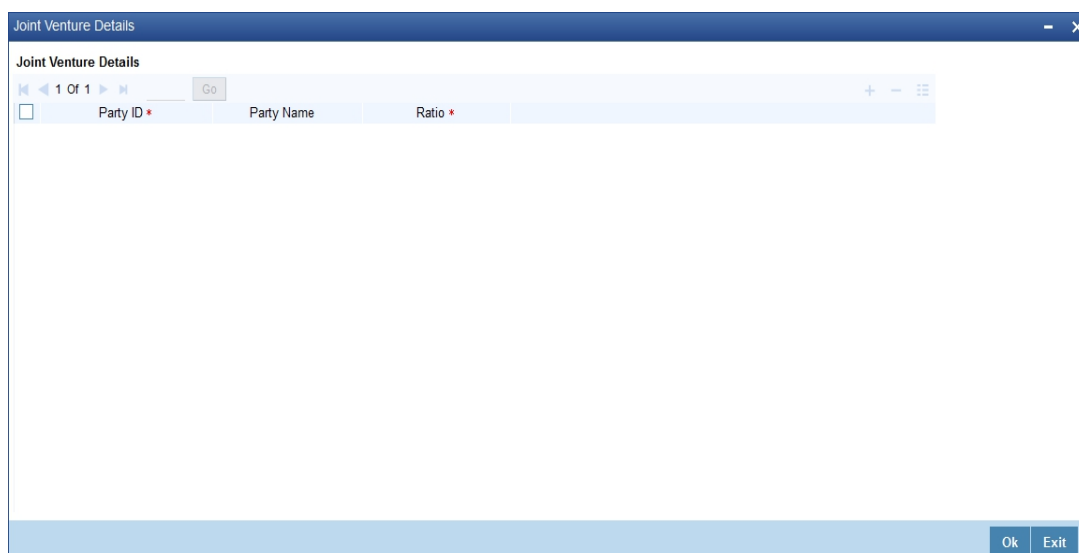 Joint Venture Details
Joint Venture Details
1 Of 1 Go
Party ID * Party Name Ratio *
Ok Exit